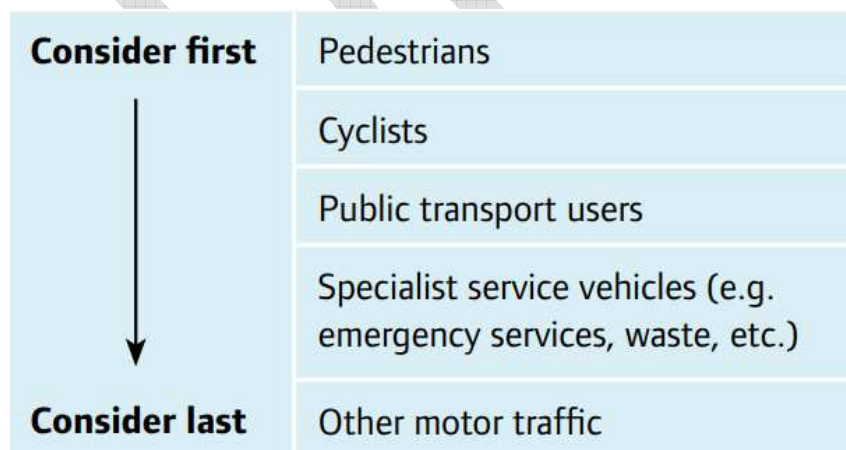 Consider first
Pedestrians
Cyclists
Public transport users
Specialist service vehicles (e.g.
emergency services, waste, etc.)
Consider last
Other motor traffic